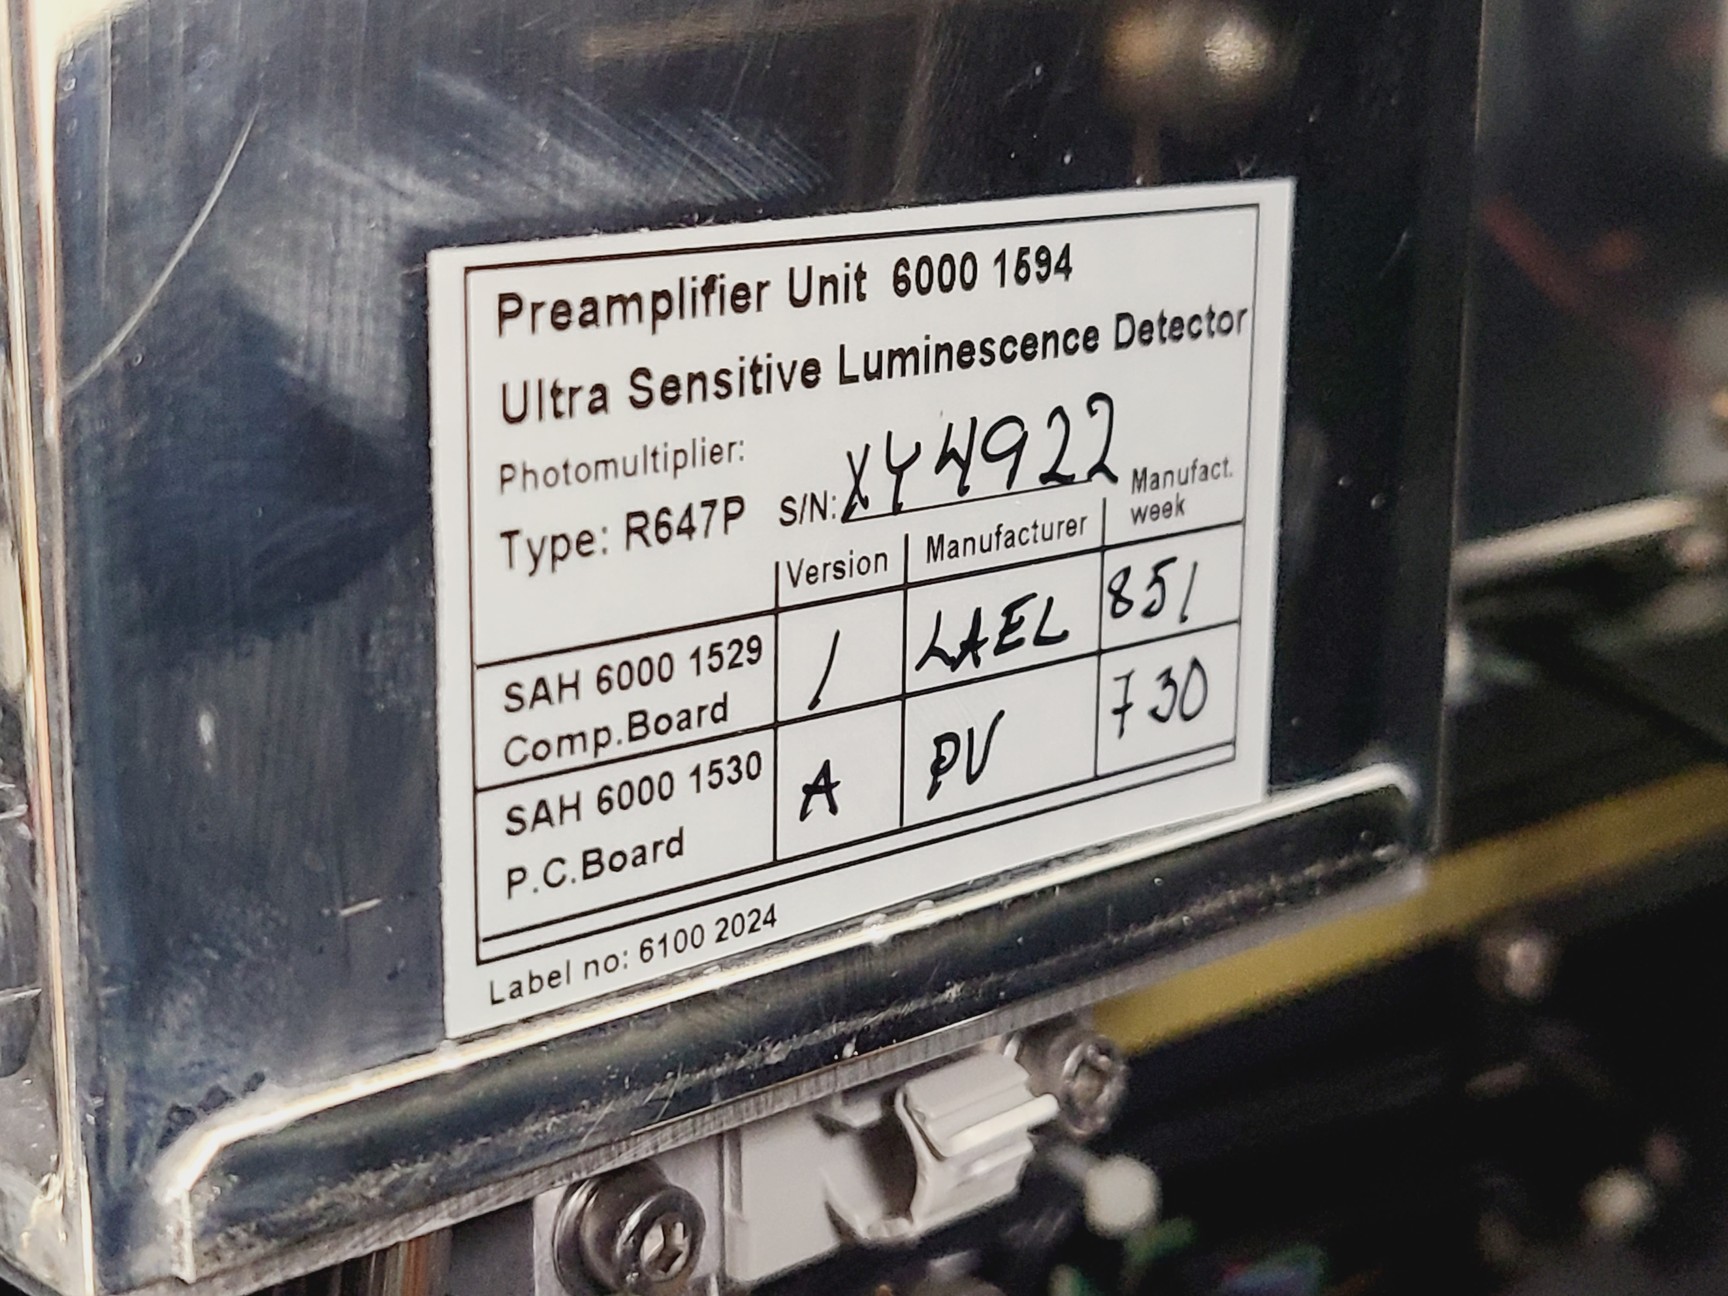 Preamplifier Unit 6000 1594
Ultra Sensitive Luminescence Detector
Photomultiplier:
Type: R647P S/N: XY4922
Version Manufacturer Manufact. week
SAH 6000 1529 Comp.Board 1 LAEL 851
SAH 6000 1530 P.C.Board A PV 730
Label no: 6100 2024